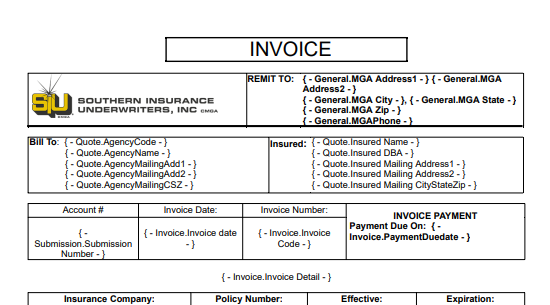 INVOICE
SIU
SOUTHERN INSURANCE
UNDERWRITERS, INC CMGA
REMIT TO: { - General.MGA Address1 - } { - General.MGA
Address2 - }
{ - General.MGA City - }, { - General.MGA State - }
{ - General.MGA Zip - }
{ - General.MGAPhone - }
Bill To: { - Quote.AgencyCode - }
{ - Quote.AgencyName - }
{ - Quote.AgencyMailingAdd1 - }
{ - Quote.AgencyMailingAdd2 - }
{ - Quote.AgencyMailingCSZ - }
Insured: { - Quote.Insured Name - }
{ - Quote.Insured DBA - }
{ - Quote.Insured Mailing Address1 - }
{ - Quote.Insured Mailing Address2 - }
{ - Quote.Insured Mailing CityStateZip - }
Account #
{ -
Submission.Submission
Number - }
Invoice Date:
{ - Invoice.Invoice date
- }
Invoice Number:
{ - Invoice.Invoice
Code - }
INVOICE PAYMENT
Payment Due On: { -
Invoice.PaymentDuedate - }
{ - Invoice.Invoice Detail - }
Insurance Company: Policy Number: Effective: Expiration: